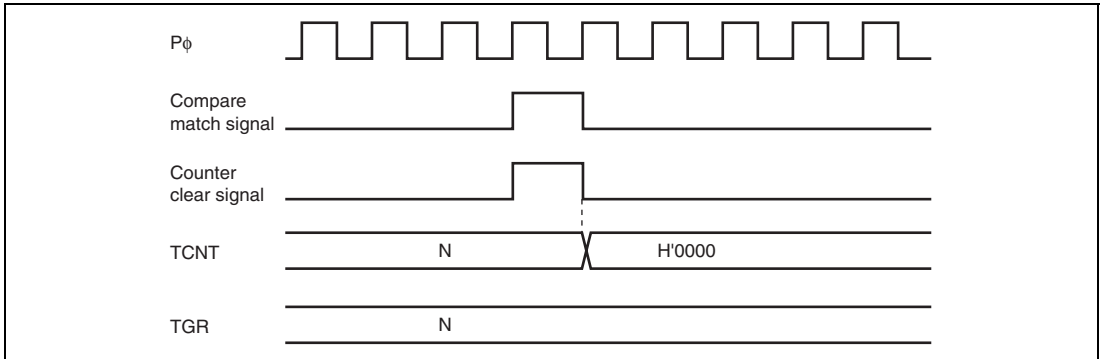 Pϕ
Compare
match signal
Counter
clear signal
TCNT
N
H'0000
TGR
N